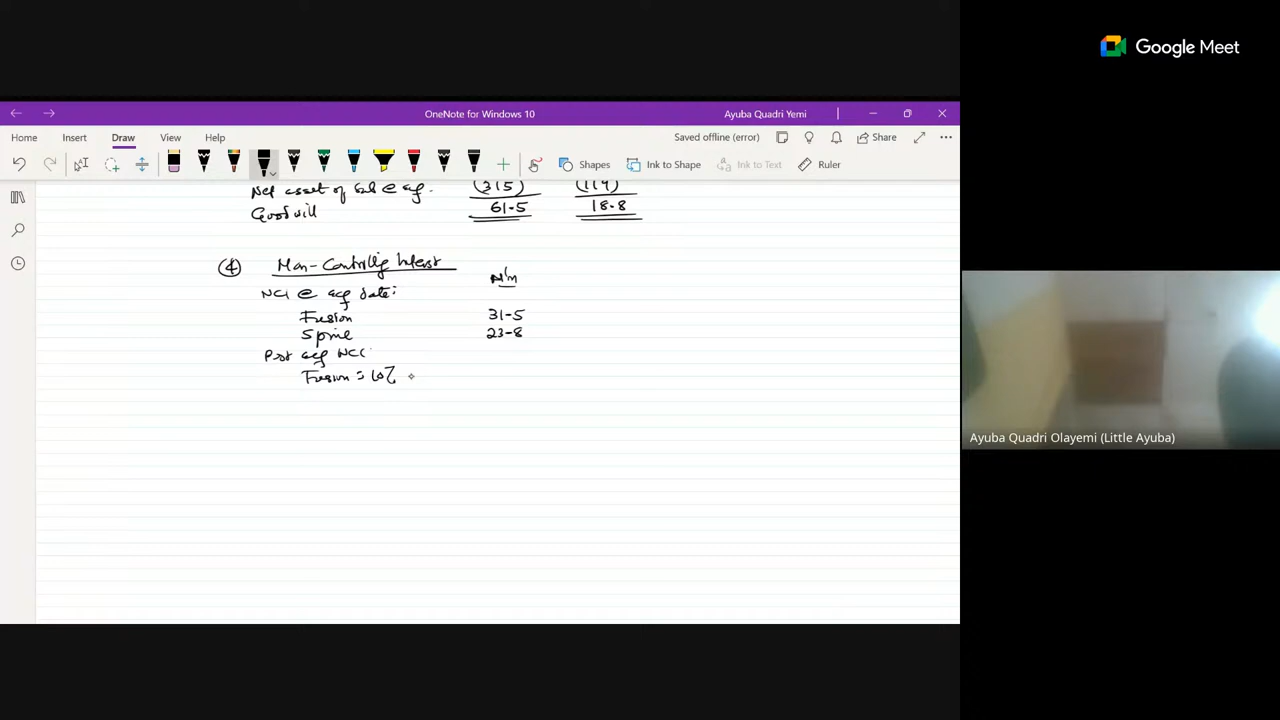 Google Meet
OneNote for Windows 10
Ayuba Quadri Yemi
Home Insert Draw View Help
Saved offline (error)
Share
Shapes
Ink to Shape
Ink to Text
Ruler
Net asset of Sub @ acq. (315) (119)
Goodwill 61-5 18-8
④ Non-Controlling Interest
N'm
NCI @ acq date:
Fusion 31-5
Spine 23-8
Post acq NCI:
Fusion = 10%
Ayuba Quadri Olayemi (Little Ayuba)